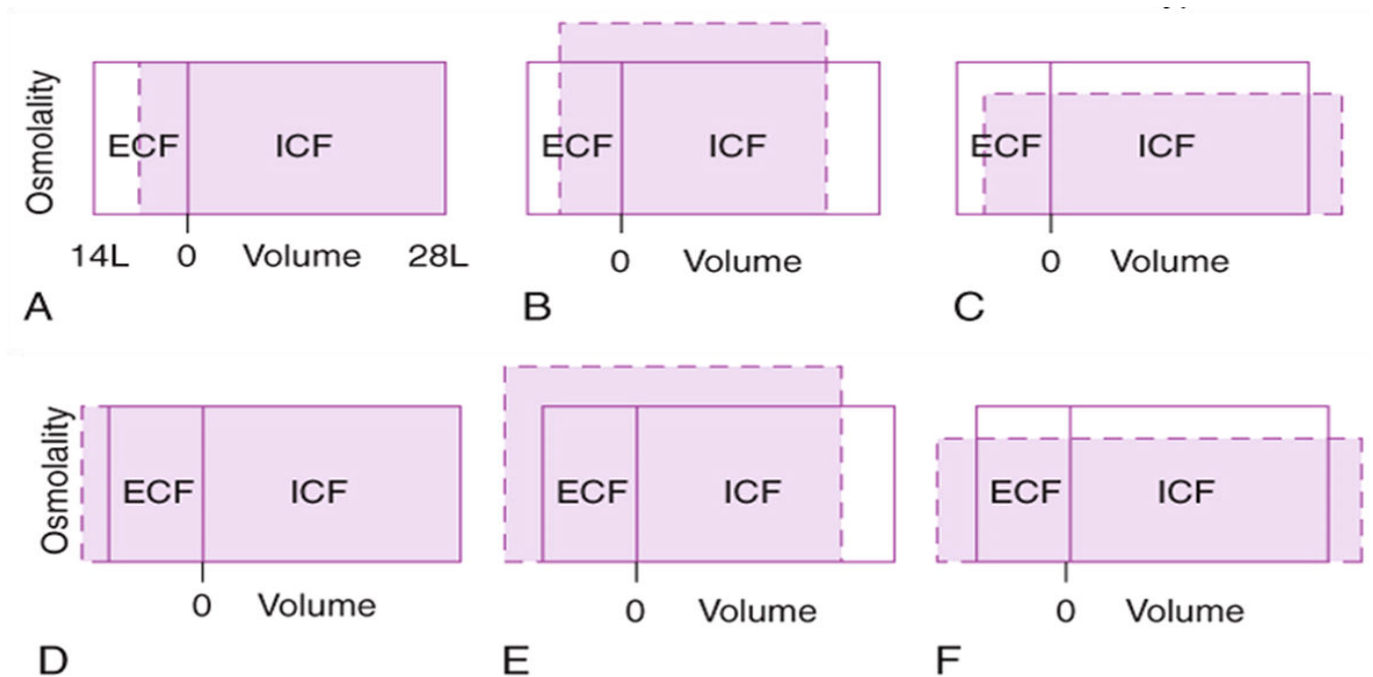 Osmolality
ECF ICF
ECF ICF
ECF ICF
14L 0 Volume 28L
0 Volume
0 Volume
A
B
C
Osmolality
ECF ICF
ECF ICF
ECF ICF
0 Volume
0 Volume
0 Volume
D
E
F